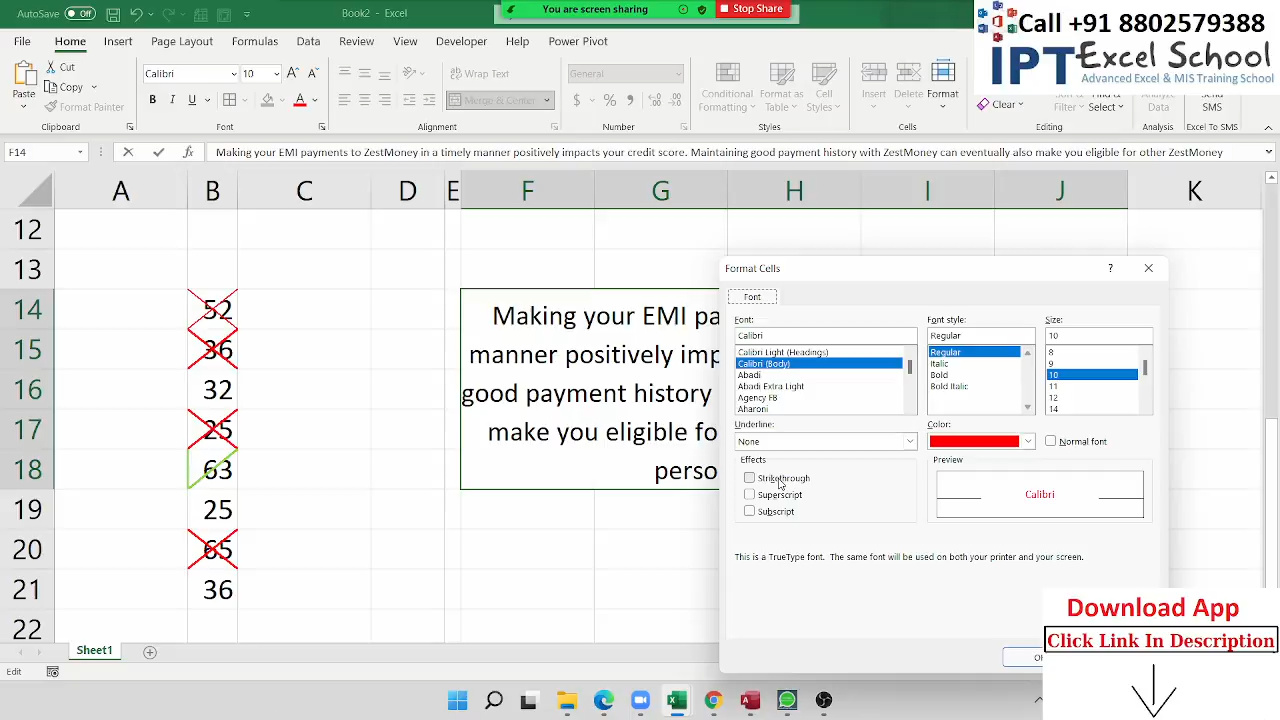 AutoSave Off
Book2 - Excel
You are screen sharing
Stop Share
Call +91 8802579388
IPT Excel School
Advanced Excel & MIS Training School
File Home Insert Page Layout Formulas Data Review View Developer Help Power Pivot
Paste
Cut
Copy
Format Painter
Calibri 10
B I U
Wrap Text
Merge & Center
General
Conditional Formatting
Format as Table
Cell Styles
Insert
Delete
Format
Clear
Filter
Select
Data
SMS
Clipboard Font Alignment Number Styles Cells Editing Analysis Excel To SMS
F14
fx
Making your EMI payments to ZestMoney in a timely manner positively impacts your credit score. Maintaining good payment history with ZestMoney can eventually also make you eligible for other ZestMoney
A B C D E F G H I J K
12
13
14 52
15 36
16 32
17 25
18 63
19 25
20 65
21 36
22
Making your EMI pa
manner positively imp
good payment history
make you eligible fo
perso
Format Cells
?
Font
Font: Font style: Size:
Calibri Regular 10
Calibri Light (Headings)
Calibri (Body)
Abadi
Abadi Extra Light
Agency FB
Aharoni
Regular
Italic
Bold
Bold Italic
8
9
10
11
12
14
Underline: Color:
None
Normal font
Effects
Strikethrough
Superscript
Subscript
Preview
Calibri
This is a TrueType font. The same font will be used on both your printer and your screen.
Download App
Click Link In Description
Sheet1
Edit